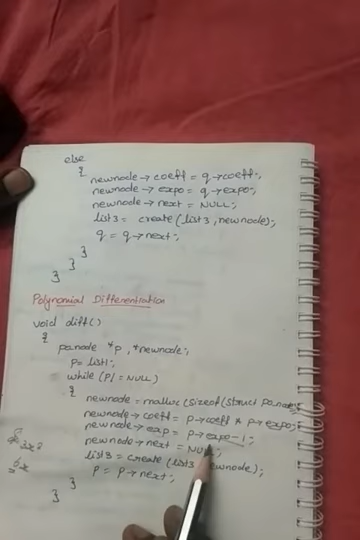 else
{
newnode → coeff = q → coeff;
newnode → expo = q → expo;
newnode → next = NULL;
list3 = create (list3, newnode);
q = q → next;
}
}
}
Polynomial Differentiation
void diff()
{
*p, *newnode;
p = list1;
while (P! = NULL)
{
newnode = malloc (sizeof (struct
newnode → coeff = P → coeff * P → expo;
newnode → exp = P → expo-1;
newnode → next = NULL;
list3 = create (list3 newnode);
P = P → next;
}
}